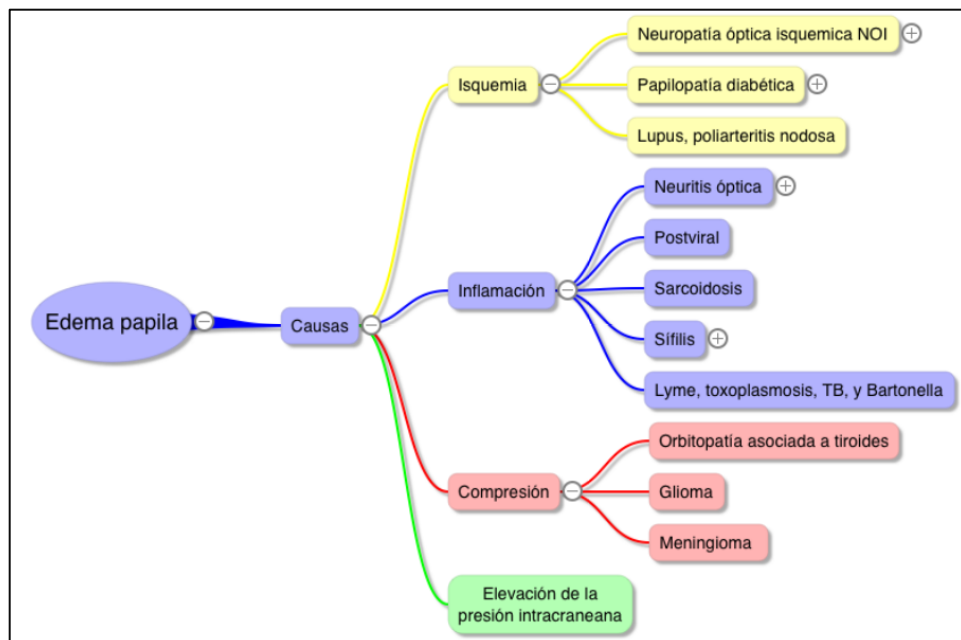 Edema papila
Causas
Isquemia
Neuropatía óptica isquemica NOI
Papilopatía diabética
Lupus, poliarteritis nodosa
Inflamación
Neuritis óptica
Postviral
Sarcoidosis
Sífilis
Lyme, toxoplasmosis, TB, y Bartonella
Compresión
Orbitopatía asociada a tiroides
Glioma
Meningioma
Elevación de la
presión intracraneana